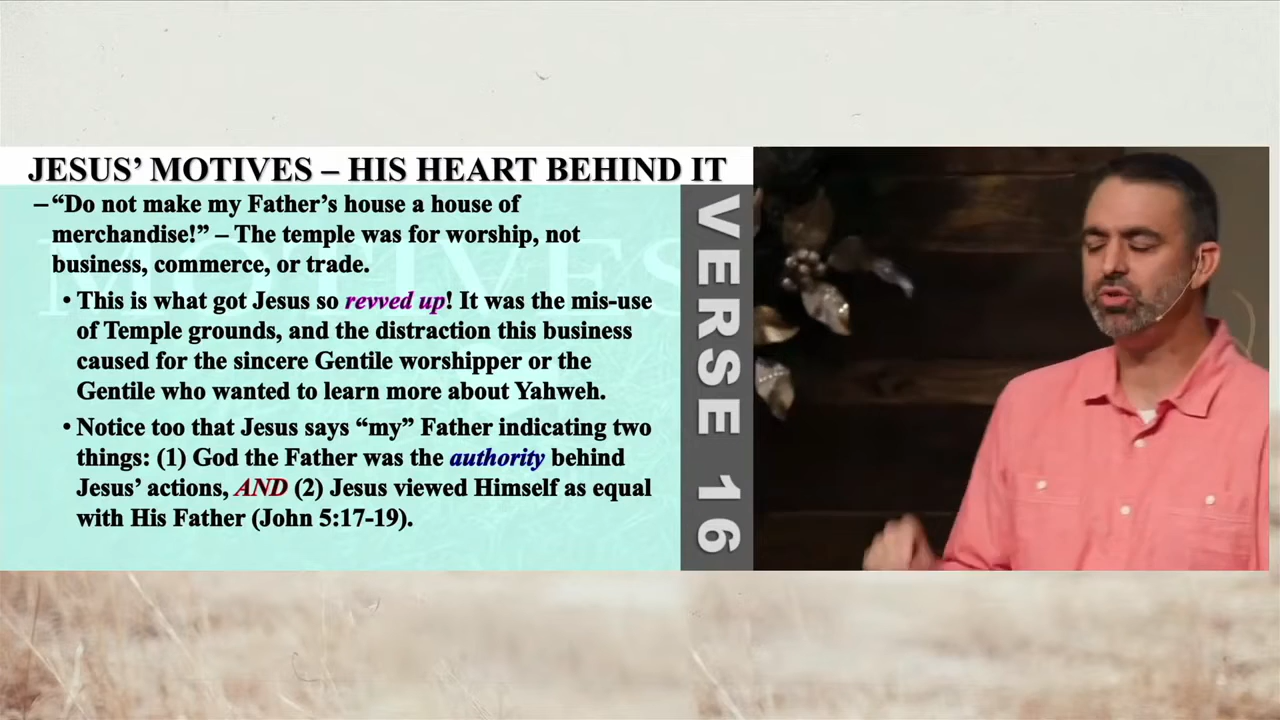 JESUS’ MOTIVES – HIS HEART BEHIND IT
– “Do not make my Father’s house a house of
merchandise!” – The temple was for worship, not
business, commerce, or trade.
• This is what got Jesus so revved up! It was the mis-use
of Temple grounds, and the distraction this business
caused for the sincere Gentile worshipper or the
Gentile who wanted to learn more about Yahweh.
• Notice too that Jesus says “my” Father indicating two
things: (1) God the Father was the authority behind
Jesus’ actions, AND (2) Jesus viewed Himself as equal
with His Father (John 5:17-19).
VERSE 16
MOTIVES